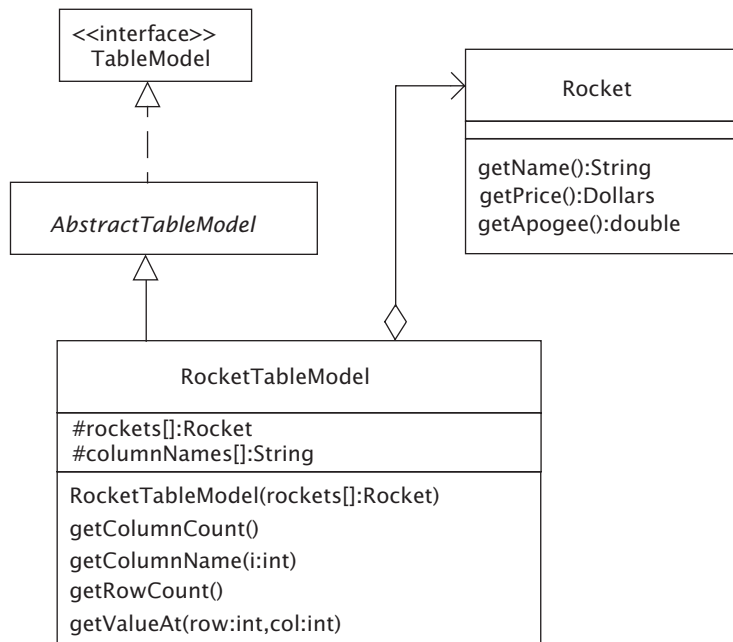 <<interface>>
TableModel
AbstractTableModel
Rocket
getName():String
getPrice():Dollars
getApogee():double
RocketTableModel
#rockets[]:Rocket
#columnNames[]:String
RocketTableModel(rockets[]:Rocket)
getColumnCount()
getColumnName(i:int)
getRowCount()
getValueAt(row:int,col:int)